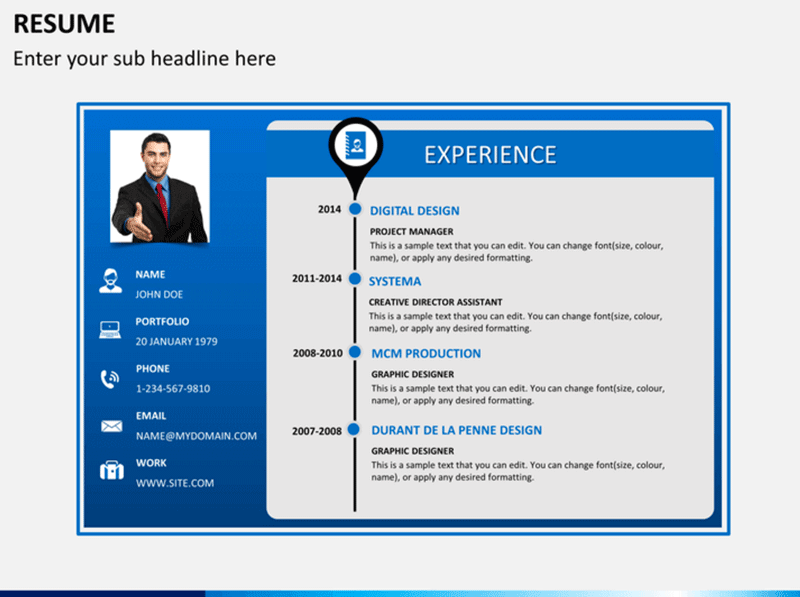 RESUME
Enter your sub headline here
NAME
JOHN DOE
PORTFOLIO
20 JANUARY 1979
PHONE
1-234-567-9810
EMAIL
NAME@MYDOMAIN.COM
WORK
WWW.SITE.COM
EXPERIENCE
2014 DIGITAL DESIGN
PROJECT MANAGER
This is a sample text that you can edit. You can change font(size, colour,
name), or apply any desired formatting.
2011-2014 SYSTEMA
CREATIVE DIRECTOR ASSISTANT
This is a sample text that you can edit. You can change font(size, colour,
name), or apply any desired formatting.
2008-2010 MCM PRODUCTION
GRAPHIC DESIGNER
This is a sample text that you can edit. You can change font(size, colour,
name), or apply any desired formatting.
2007-2008 DURANT DE LA PENNE DESIGN
GRAPHIC DESIGNER
This is a sample text that you can edit. You can change font(size, colour,
name), or apply any desired formatting.